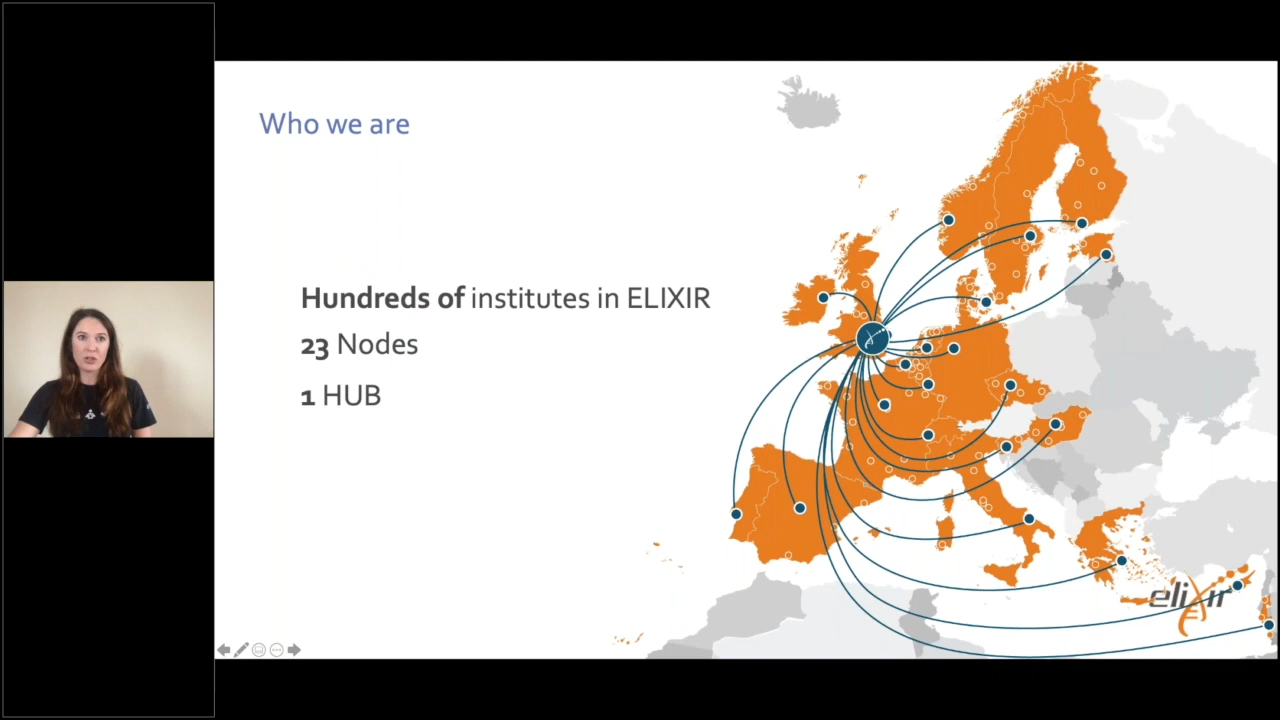 Who we are
Hundreds of institutes in ELIXIR
23 Nodes
1 HUB
elixir